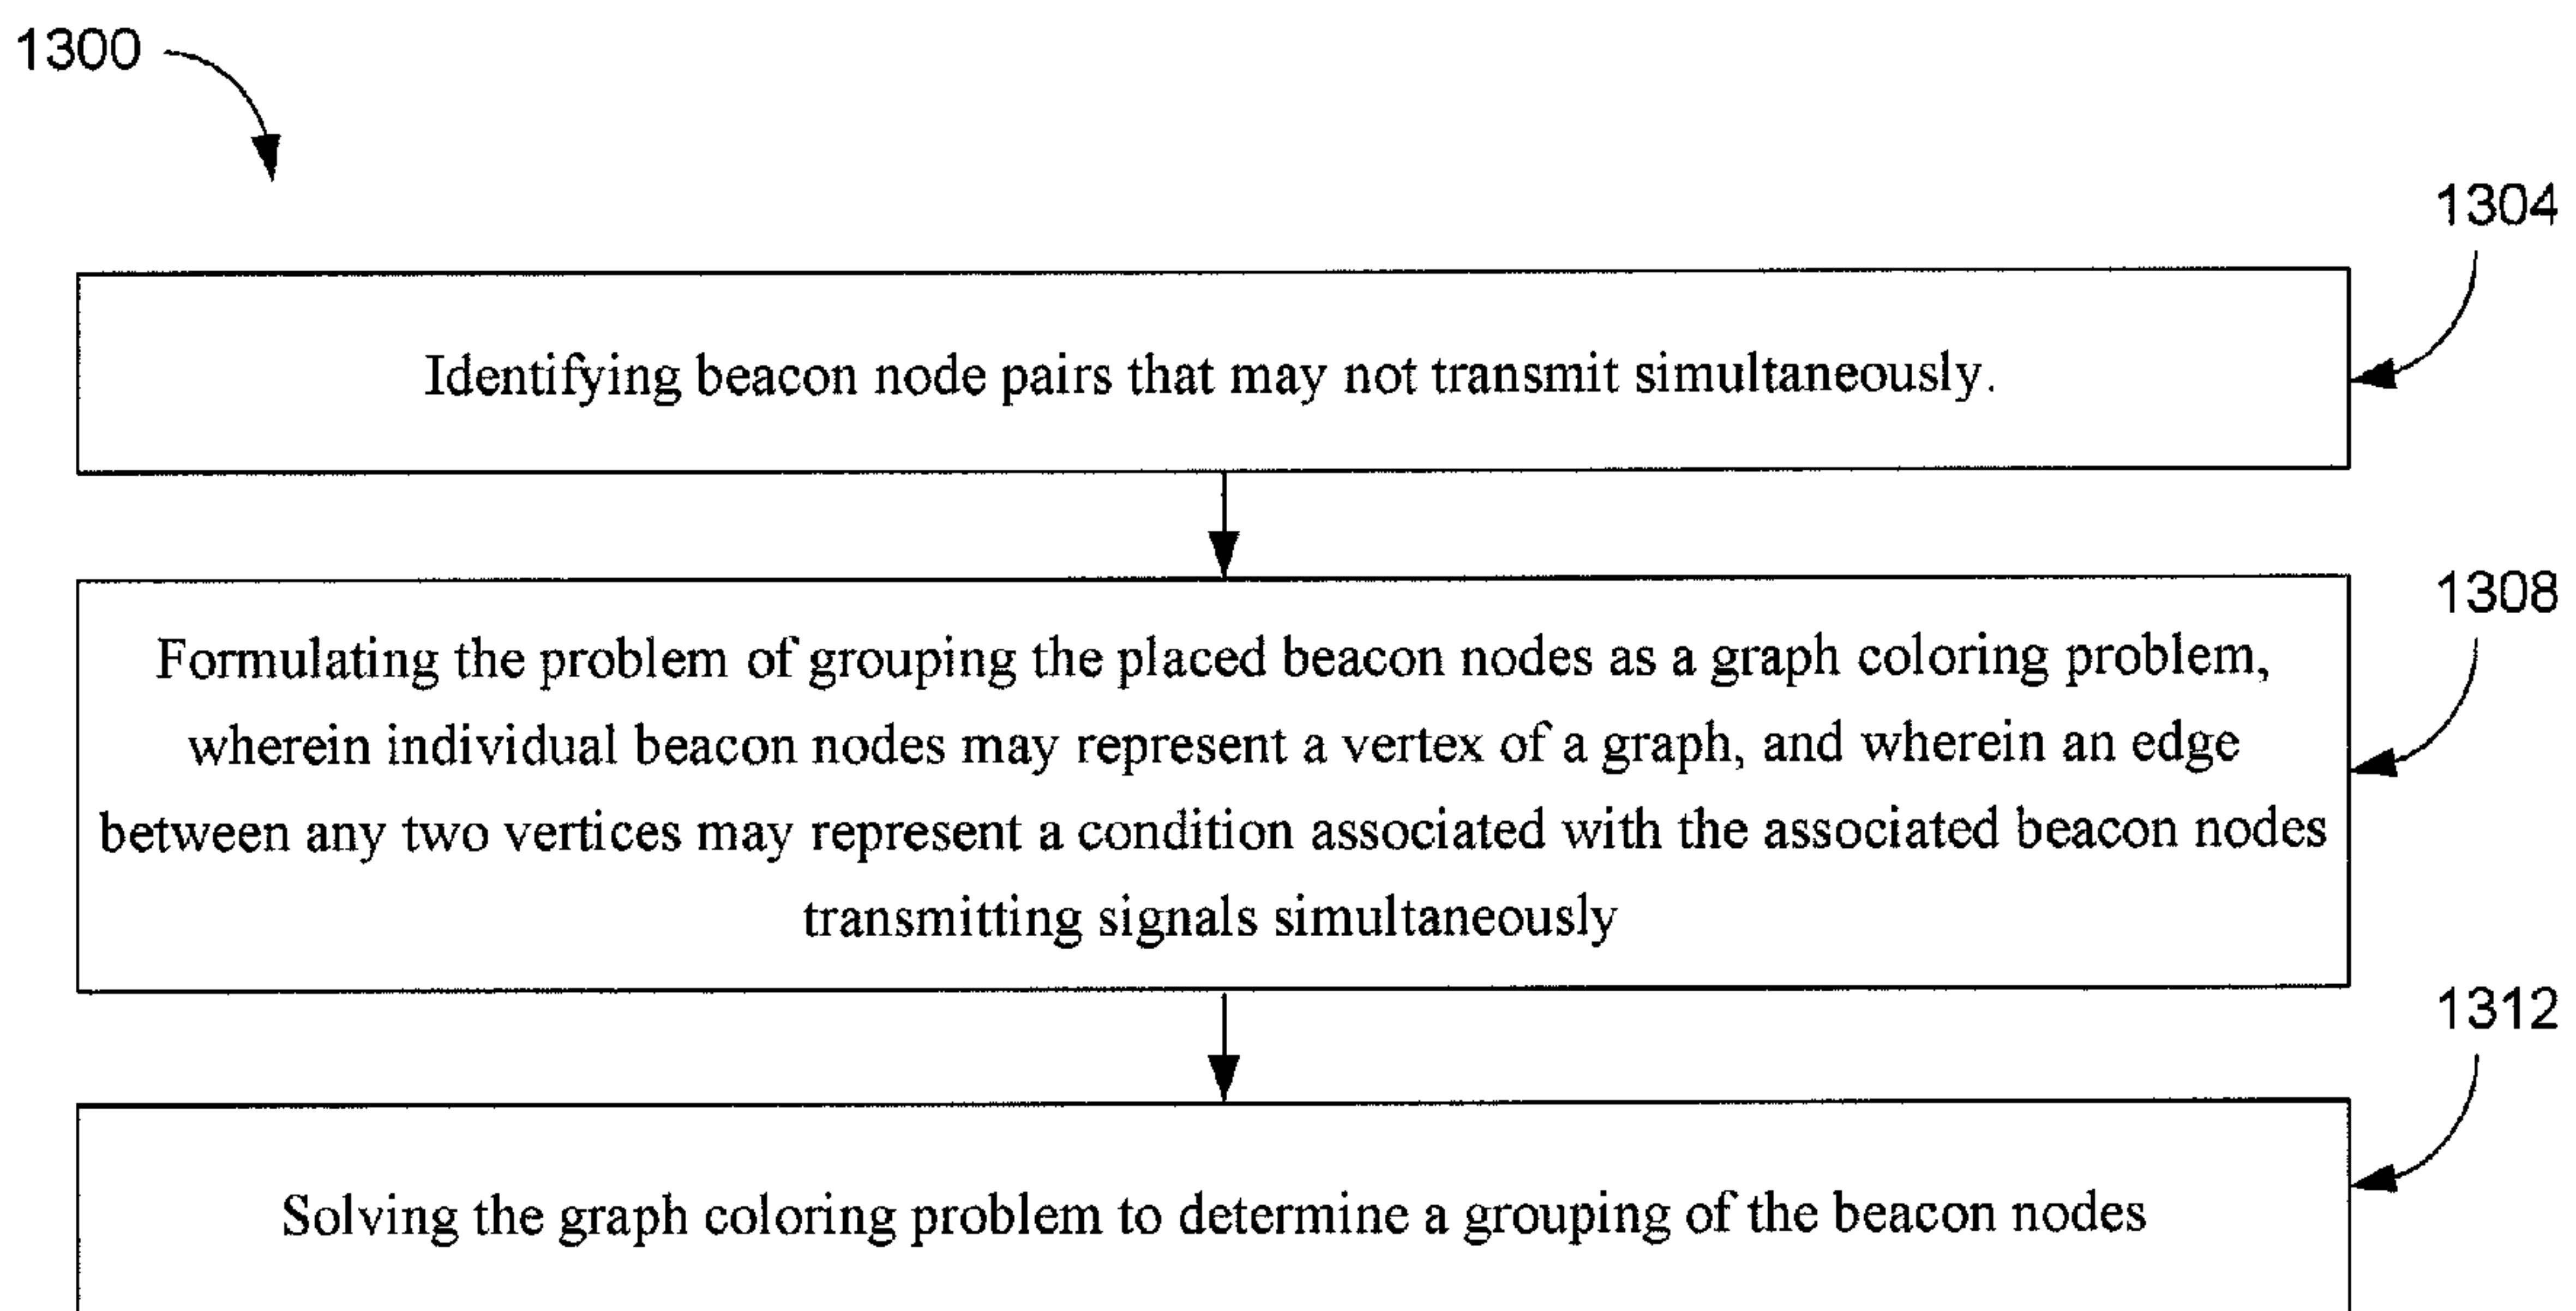 1300
1304
Identifying beacon node pairs that may not transmit simultaneously.
1308
Formulating the problem of grouping the placed beacon nodes as a graph coloring problem,
wherein individual beacon nodes may represent a vertex of a graph, and wherein an edge
between any two vertices may represent a condition associated with the associated beacon nodes
transmitting signals simultaneously
1312
Solving the graph coloring problem to determine a grouping of the beacon nodes